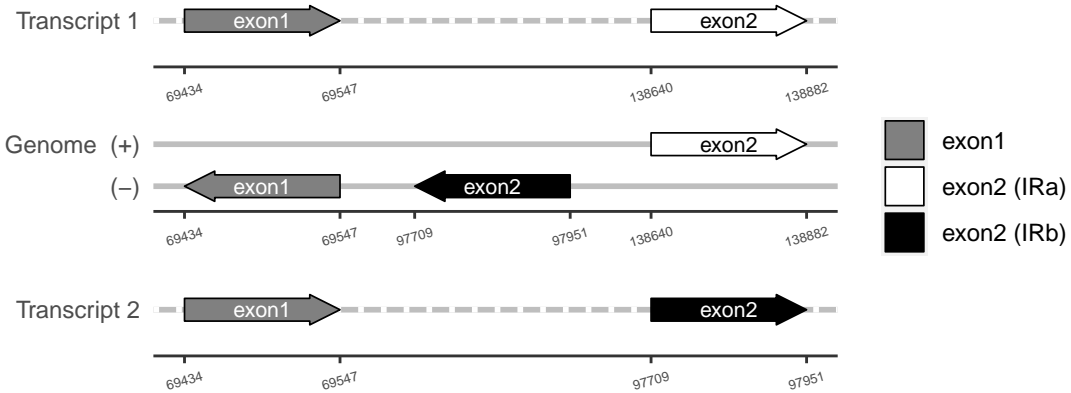 Transcript 1 exon1 exon2
69434 69547 138640 138882
Genome (+) exon2
(−) exon1 exon2
69434 69547 97709 97951 138640 138882
exon1
exon2 (IRa)
exon2 (IRb)
Transcript 2 exon1 exon2
69434 69547 97709 97951